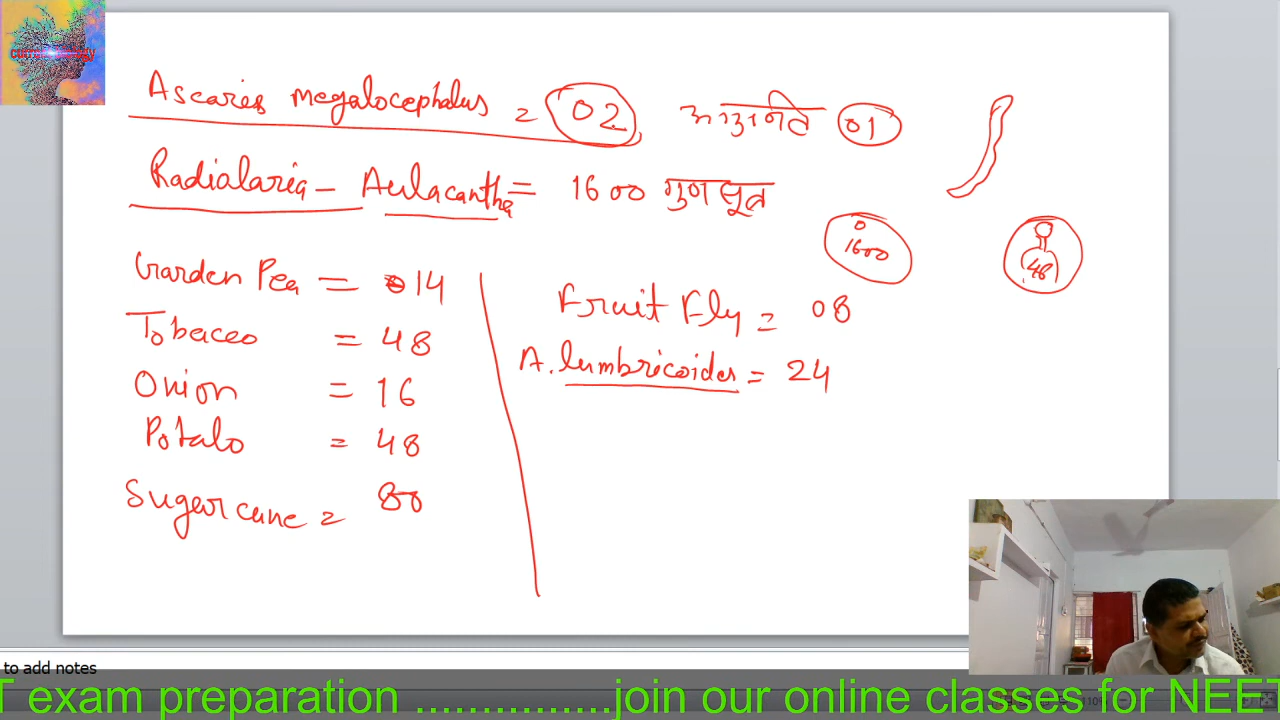 Ascaries megalocephalus = 02 अगुणित 01
Radialaria - Aulacantha = 1600 गुणसूत्र
0
1600
48
Garden Pea = 14
Tobacco = 48
Onion = 16
Potato = 48
Sugarcane = 80
Fruit Fly = 08
A. lumbricoides = 24
to add notes
T exam preparation ................join our online classes for NEET